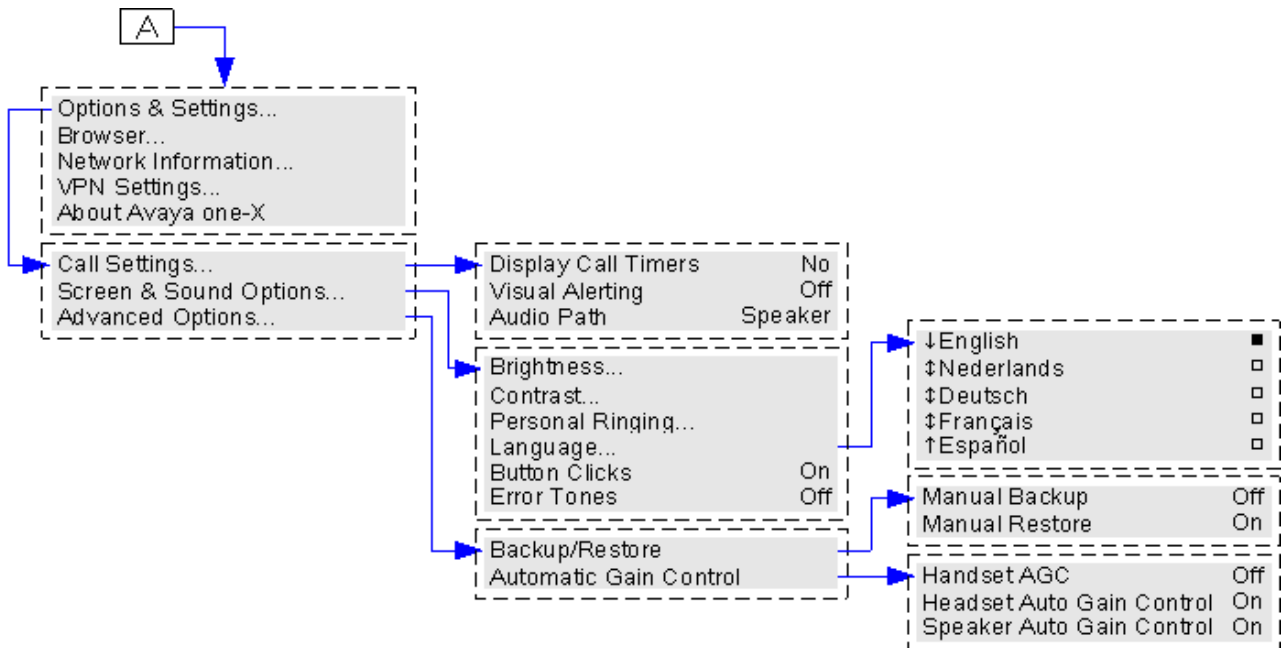 A
Options & Settings...
Browser...
Network Information...
VPN Settings...
About Avaya one-X
Call Settings...
Screen & Sound Options...
Advanced Options...
Display Call Timers No
Visual Alerting Off
Audio Path Speaker
Brightness...
Contrast...
Personal Ringing...
Language...
Button Clicks On
Error Tones Off
Backup/Restore
Automatic Gain Control
↓English ■
↕Nederlands □
↕Deutsch □
↕Français □
↑Español □
Manual Backup Off
Manual Restore On
Handset AGC Off
Headset Auto Gain Control On
Speaker Auto Gain Control On